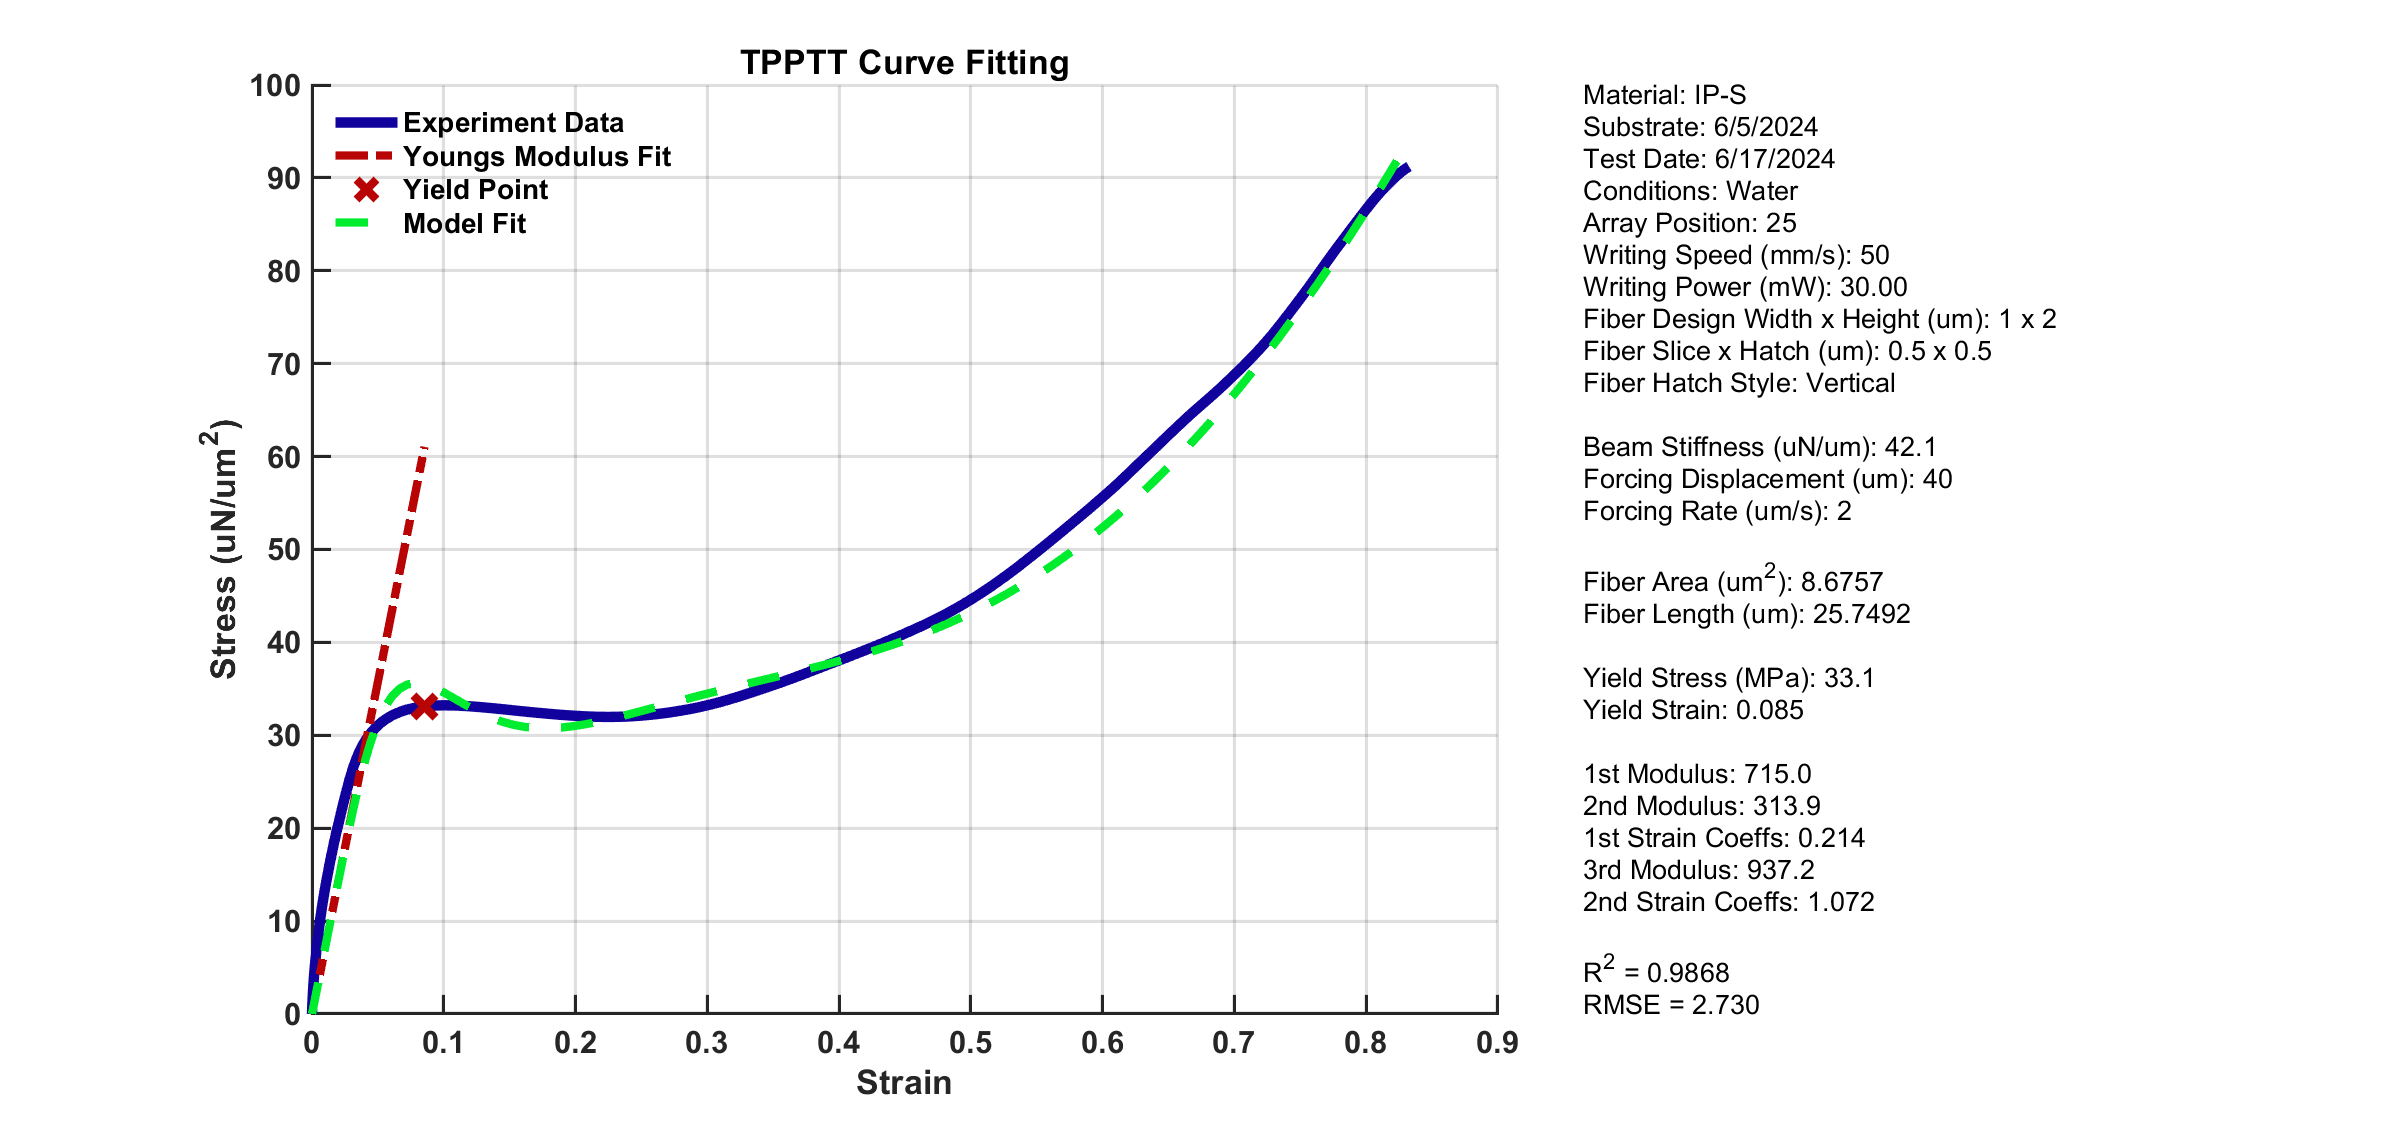 TPPTT Curve Fitting
100
90
80
70
60
50
40
30
20
10
0
Stress (uN/um²)
Experiment Data
Youngs Modulus Fit
Yield Point
Model Fit
0 0.1 0.2 0.3 0.4 0.5 0.6 0.7 0.8 0.9
Strain
Material: IP-S
Substrate: 6/5/2024
Test Date: 6/17/2024
Conditions: Water
Array Position: 25
Writing Speed (mm/s): 50
Writing Power (mW): 30.00
Fiber Design Width x Height (um): 1 x 2
Fiber Slice x Hatch (um): 0.5 x 0.5
Fiber Hatch Style: Vertical
Beam Stiffness (uN/um): 42.1
Forcing Displacement (um): 40
Forcing Rate (um/s): 2
Fiber Area (um²): 8.6757
Fiber Length (um): 25.7492
Yield Stress (MPa): 33.1
Yield Strain: 0.085
1st Modulus: 715.0
2nd Modulus: 313.9
1st Strain Coeffs: 0.214
3rd Modulus: 937.2
2nd Strain Coeffs: 1.072
R² = 0.9868
RMSE = 2.730